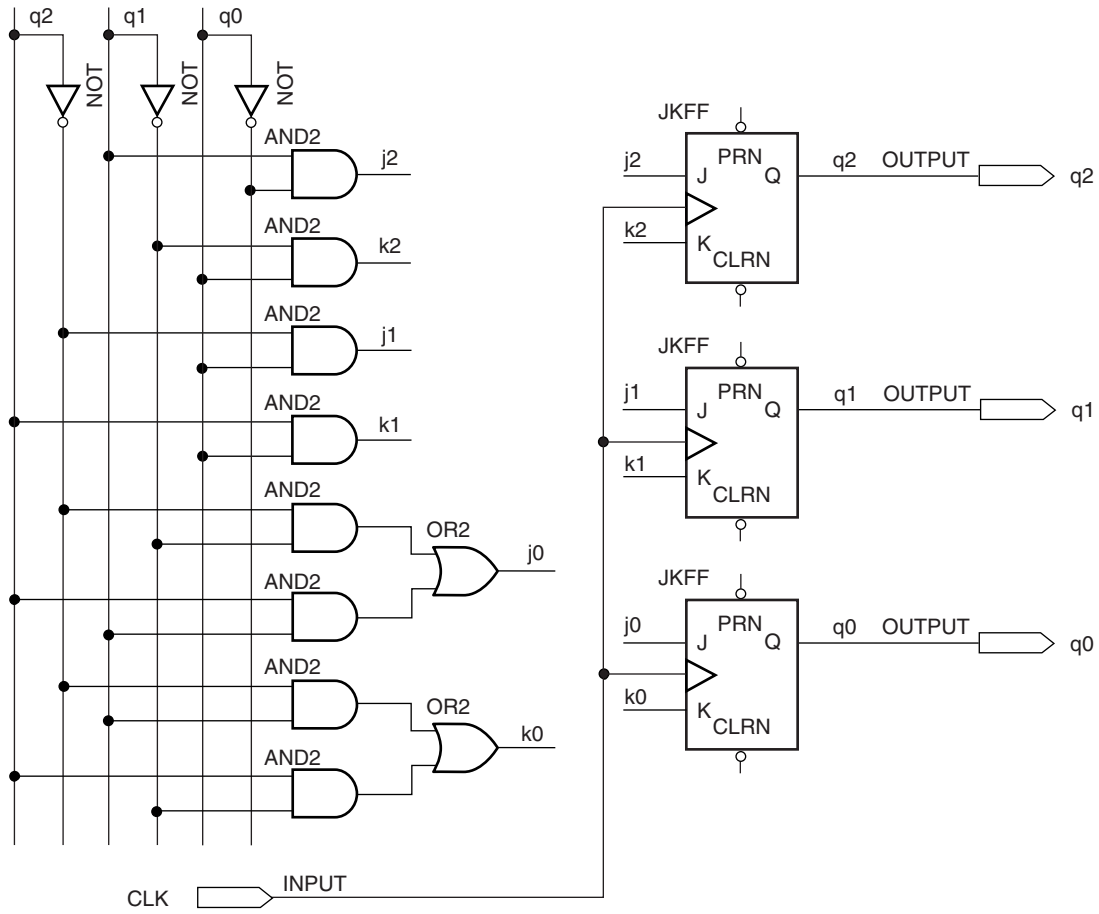 q2 q1 q0
NOT NOT NOT
AND2
j2
AND2
k2
AND2
j1
AND2
k1
AND2
OR2
j0
AND2
AND2
OR2
k0
AND2
CLK INPUT
JKFF
j2 J PRN Q q2 OUTPUT q2
k2 K CLRN
JKFF
j1 J PRN Q q1 OUTPUT q1
k1 K CLRN
JKFF
j0 J PRN Q q0 OUTPUT q0
k0 K CLRN